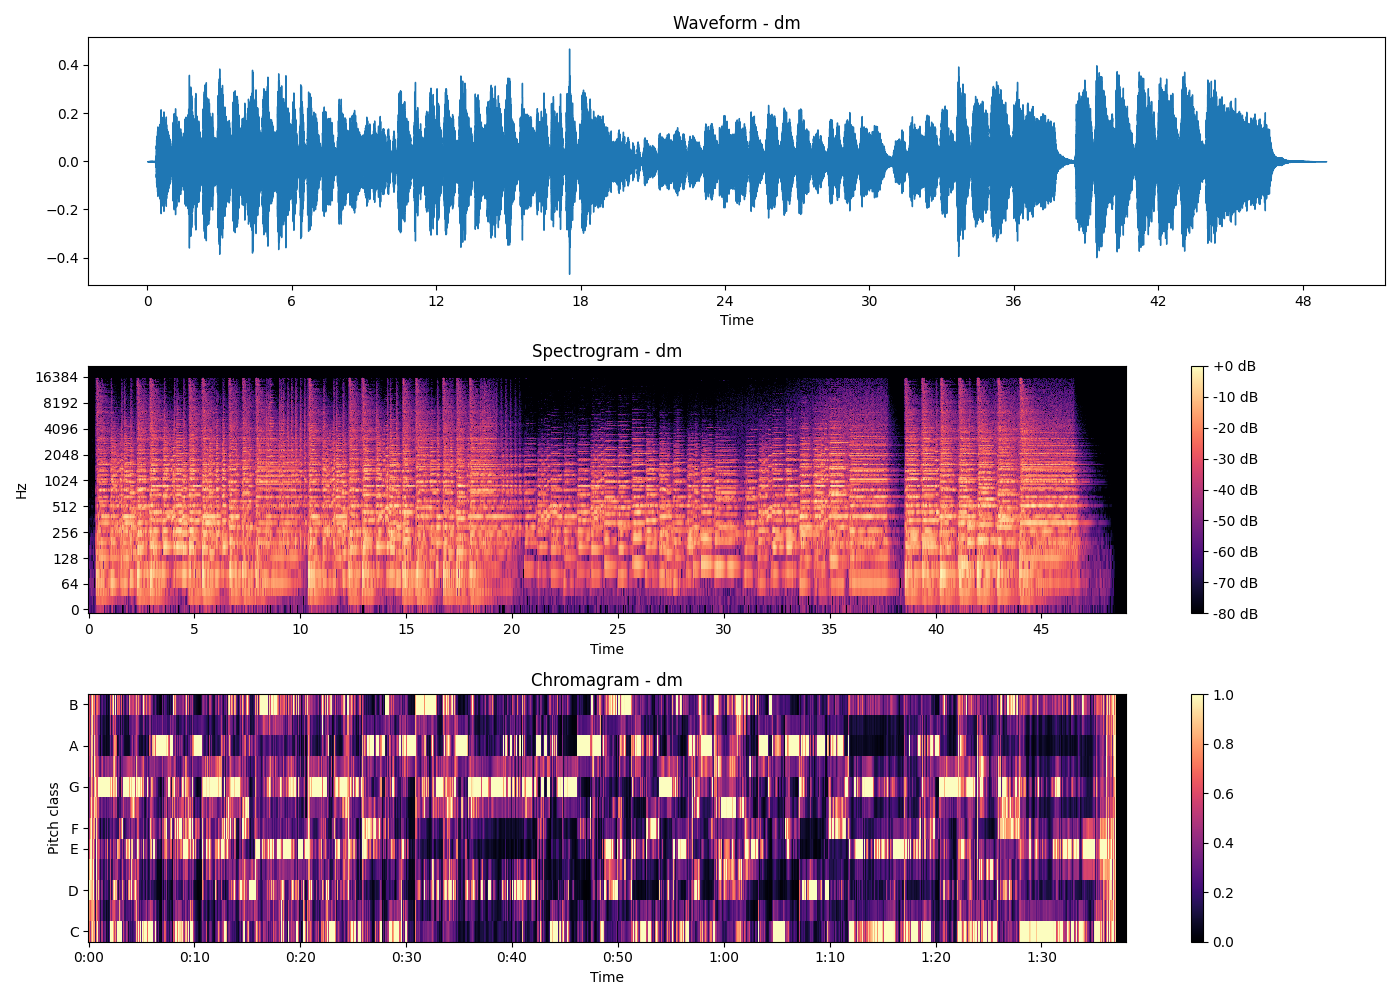 Waveform - dm
0.4
0.2
0.0
−0.2
−0.4
0 6 12 18 24 30 36 42 48
Time
Spectrogram - dm
Hz
16384
8192
4096
2048
1024
512
256
128
64
0
0 5 10 15 20 25 30 35 40 45
Time
+0 dB
-10 dB
-20 dB
-30 dB
-40 dB
-50 dB
-60 dB
-70 dB
-80 dB
Chromagram - dm
Pitch class
B
A
G
F
E
D
C
0:00 0:10 0:20 0:30 0:40 0:50 1:00 1:10 1:20 1:30
Time
1.0
0.8
0.6
0.4
0.2
0.0